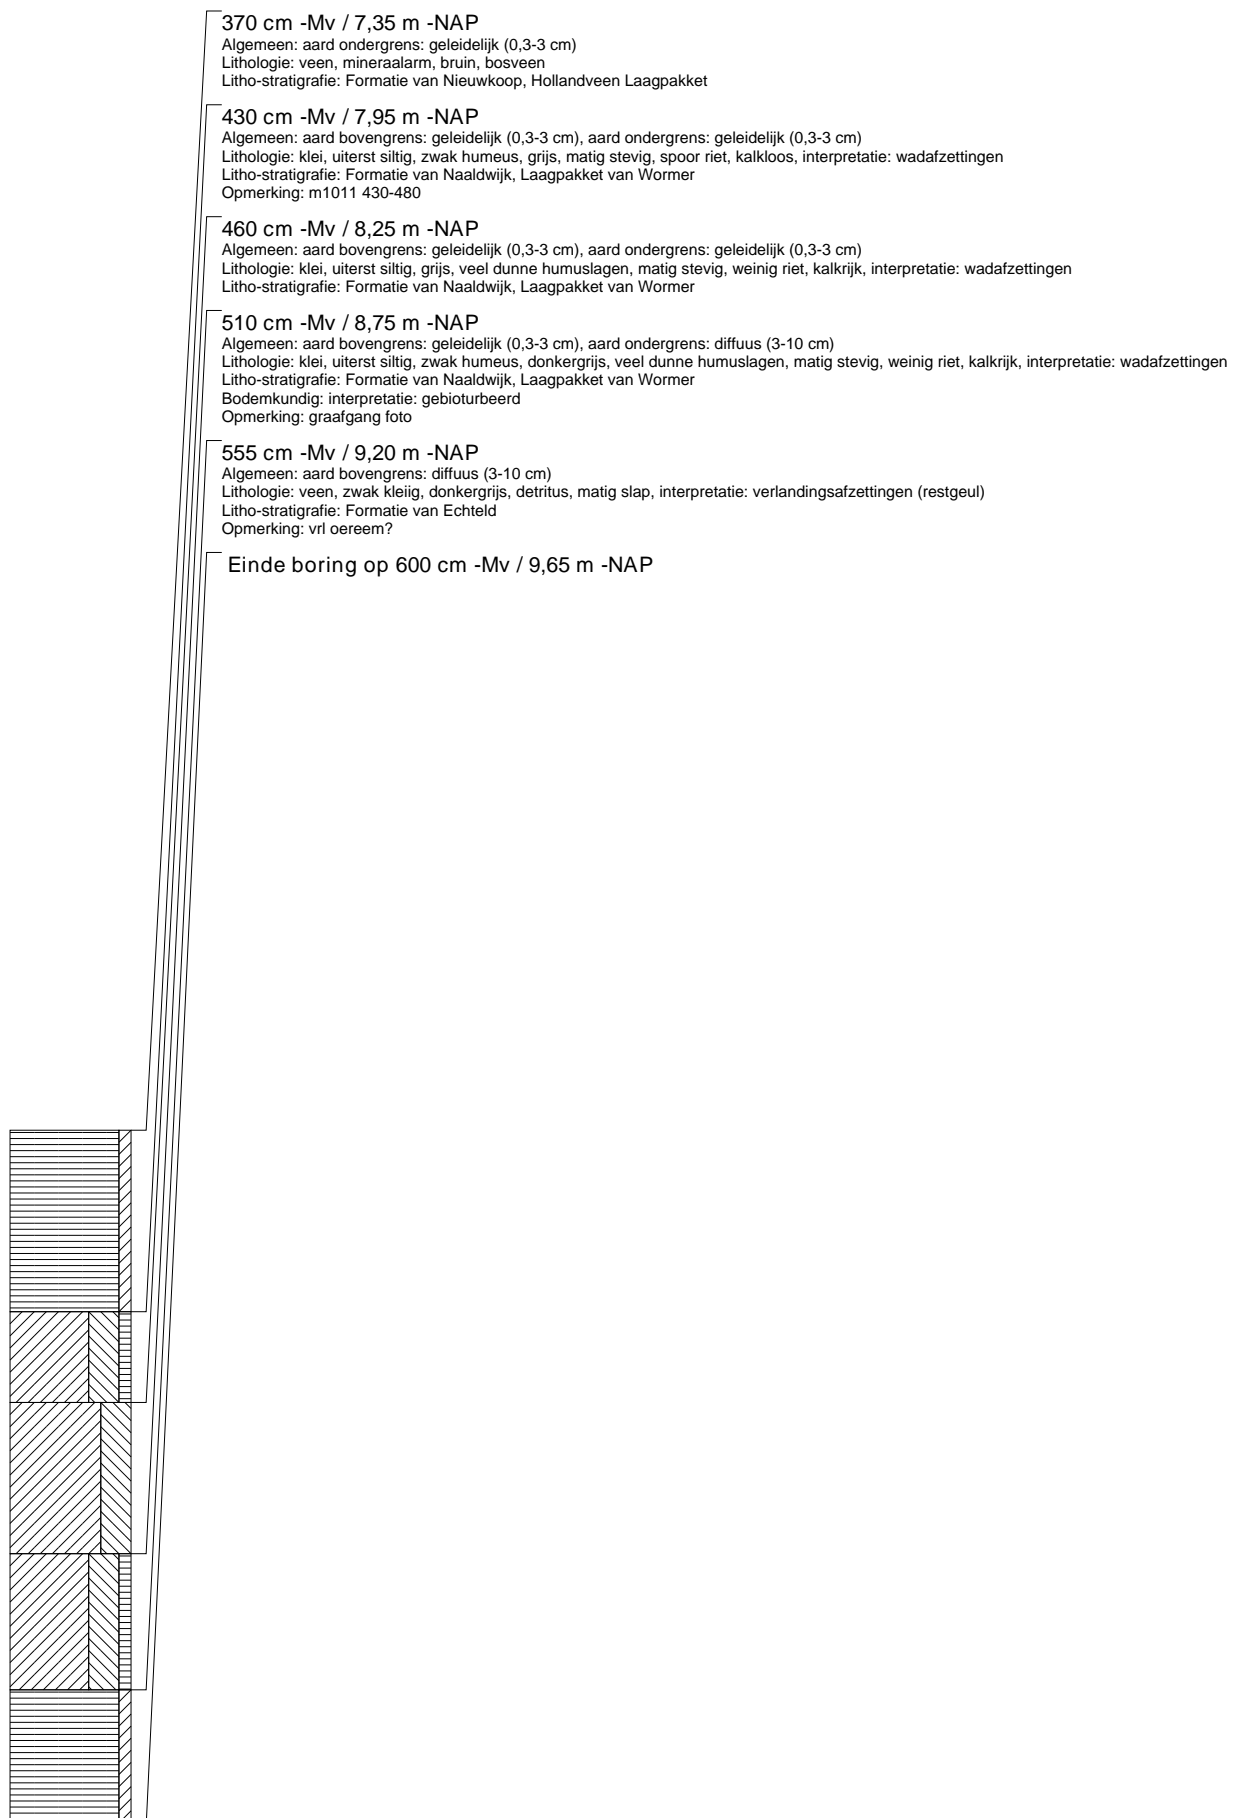 370 cm -Mv / 7,35 m -NAP
Algemeen: aard ondergrens: geleidelijk (0,3-3 cm)
Lithologie: veen, mineraalarm, bruin, bosveen
Litho-stratigrafie: Formatie van Nieuwkoop, Hollandveen Laagpakket
430 cm -Mv / 7,95 m -NAP
Algemeen: aard bovengrens: geleidelijk (0,3-3 cm), aard ondergrens: geleidelijk (0,3-3 cm)
Lithologie: klei, uiterst siltig, zwak humeus, grijs, matig stevig, spoor riet, kalkloos, interpretatie: wadafzettingen
Litho-stratigrafie: Formatie van Naaldwijk, Laagpakket van Wormer
Opmerking: m1011 430-480
460 cm -Mv / 8,25 m -NAP
Algemeen: aard bovengrens: geleidelijk (0,3-3 cm), aard ondergrens: geleidelijk (0,3-3 cm)
Lithologie: klei, uiterst siltig, grijs, veel dunne humuslagen, matig stevig, weinig riet, kalkrijk, interpretatie: wadafzettingen
Litho-stratigrafie: Formatie van Naaldwijk, Laagpakket van Wormer
510 cm -Mv / 8,75 m -NAP
Algemeen: aard bovengrens: geleidelijk (0,3-3 cm), aard ondergrens: diffuus (3-10 cm)
Lithologie: klei, uiterst siltig, zwak humeus, donkergrijs, veel dunne humuslagen, matig stevig, weinig riet, kalkrijk, interpretatie: wadafzettingen
Litho-stratigrafie: Formatie van Naaldwijk, Laagpakket van Wormer
Bodemkundig: interpretatie: gebioturbeerd
Opmerking: graafgang foto
555 cm -Mv / 9,20 m -NAP
Algemeen: aard bovengrens: diffuus (3-10 cm)
Lithologie: veen, zwak kleiig, donkergrijs, detritus, matig slap, interpretatie: verlandingsafzettingen (restgeul)
Litho-stratigrafie: Formatie van Echteld
Opmerking: vrl oereem?
Einde boring op 600 cm -Mv / 9,65 m -NAP